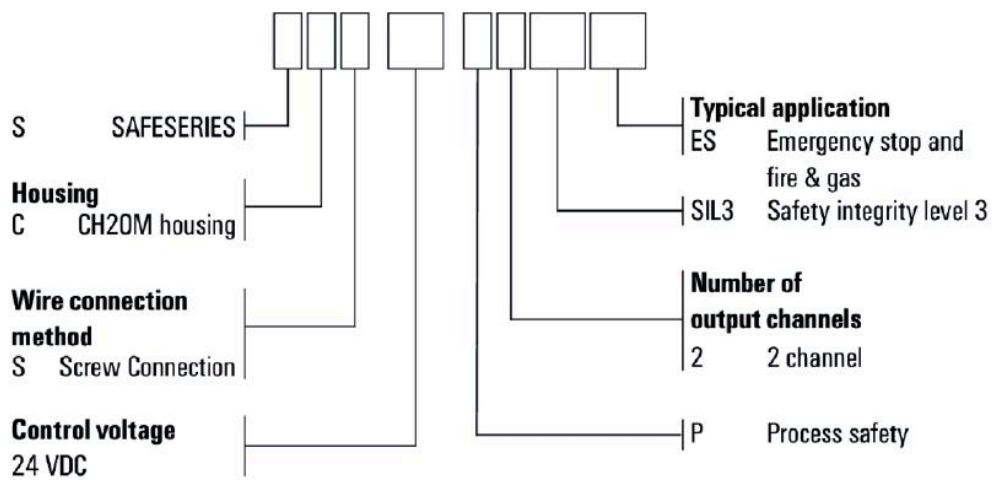 S SAFESERIES
Housing
C CH20M housing
Wire connection
method
S Screw Connection
Control voltage
24 VDC
Typical application
ES Emergency stop and
fire & gas
SIL3 Safety integrity level 3
Number of
output channels
2 2 channel
P Process safety